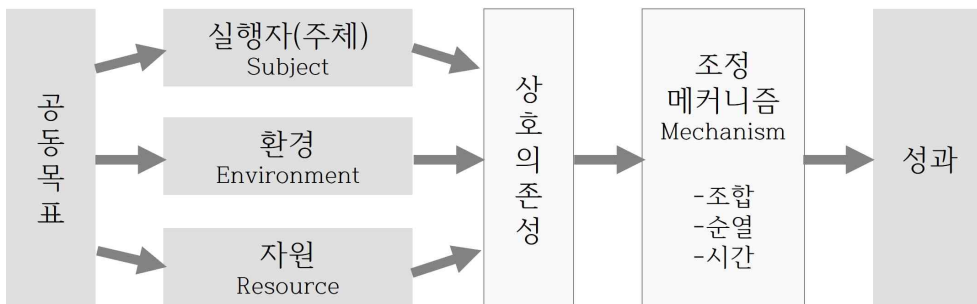 공동목표
실행자(주체)
Subject
환경
Environment
자원
Resource
상호의존성
조정
메커니즘
Mechanism
-조합
-순열
-시간
성과